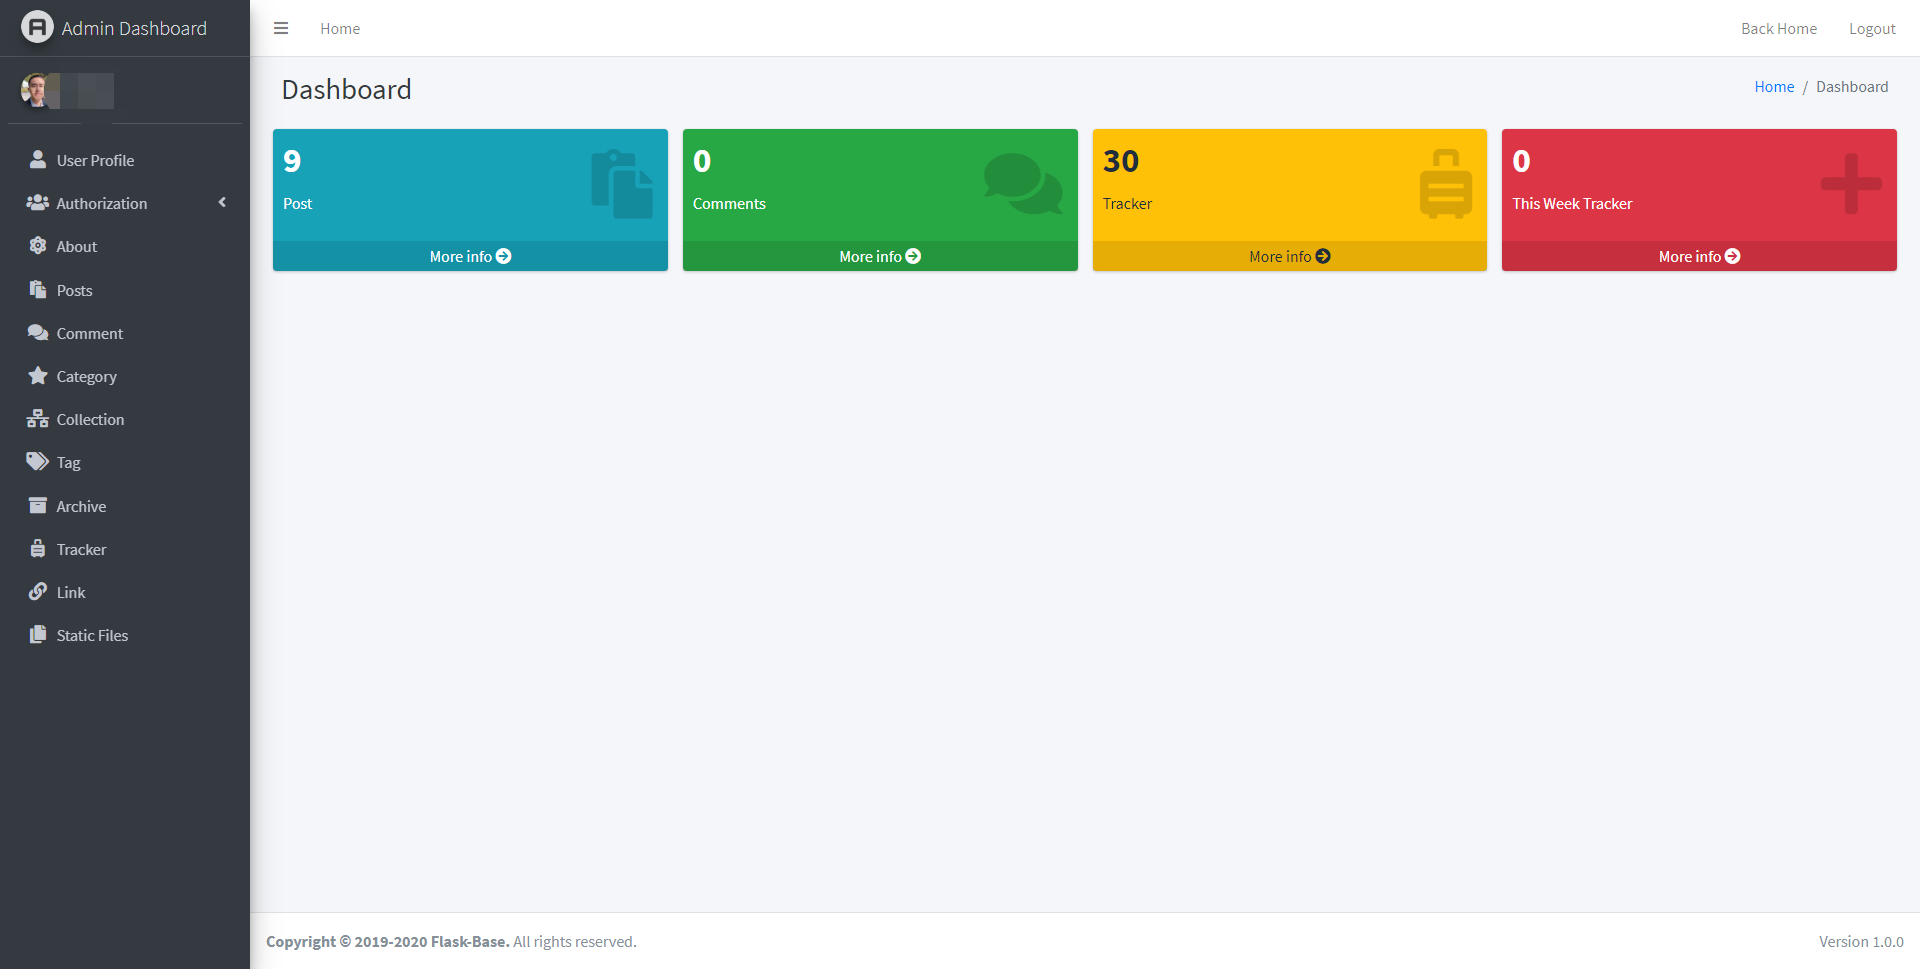 Admin Dashboard
Home
Back Home
Logout
User Profile
Authorization
About
Posts
Comment
Category
Collection
Tag
Archive
Tracker
Link
Static Files
Dashboard
Home / Dashboard
9
Post
More info
0
Comments
More info
30
Tracker
More info
0
This Week Tracker
More info
Copyright © 2019-2020 Flask-Base. All rights reserved.
Version 1.0.0